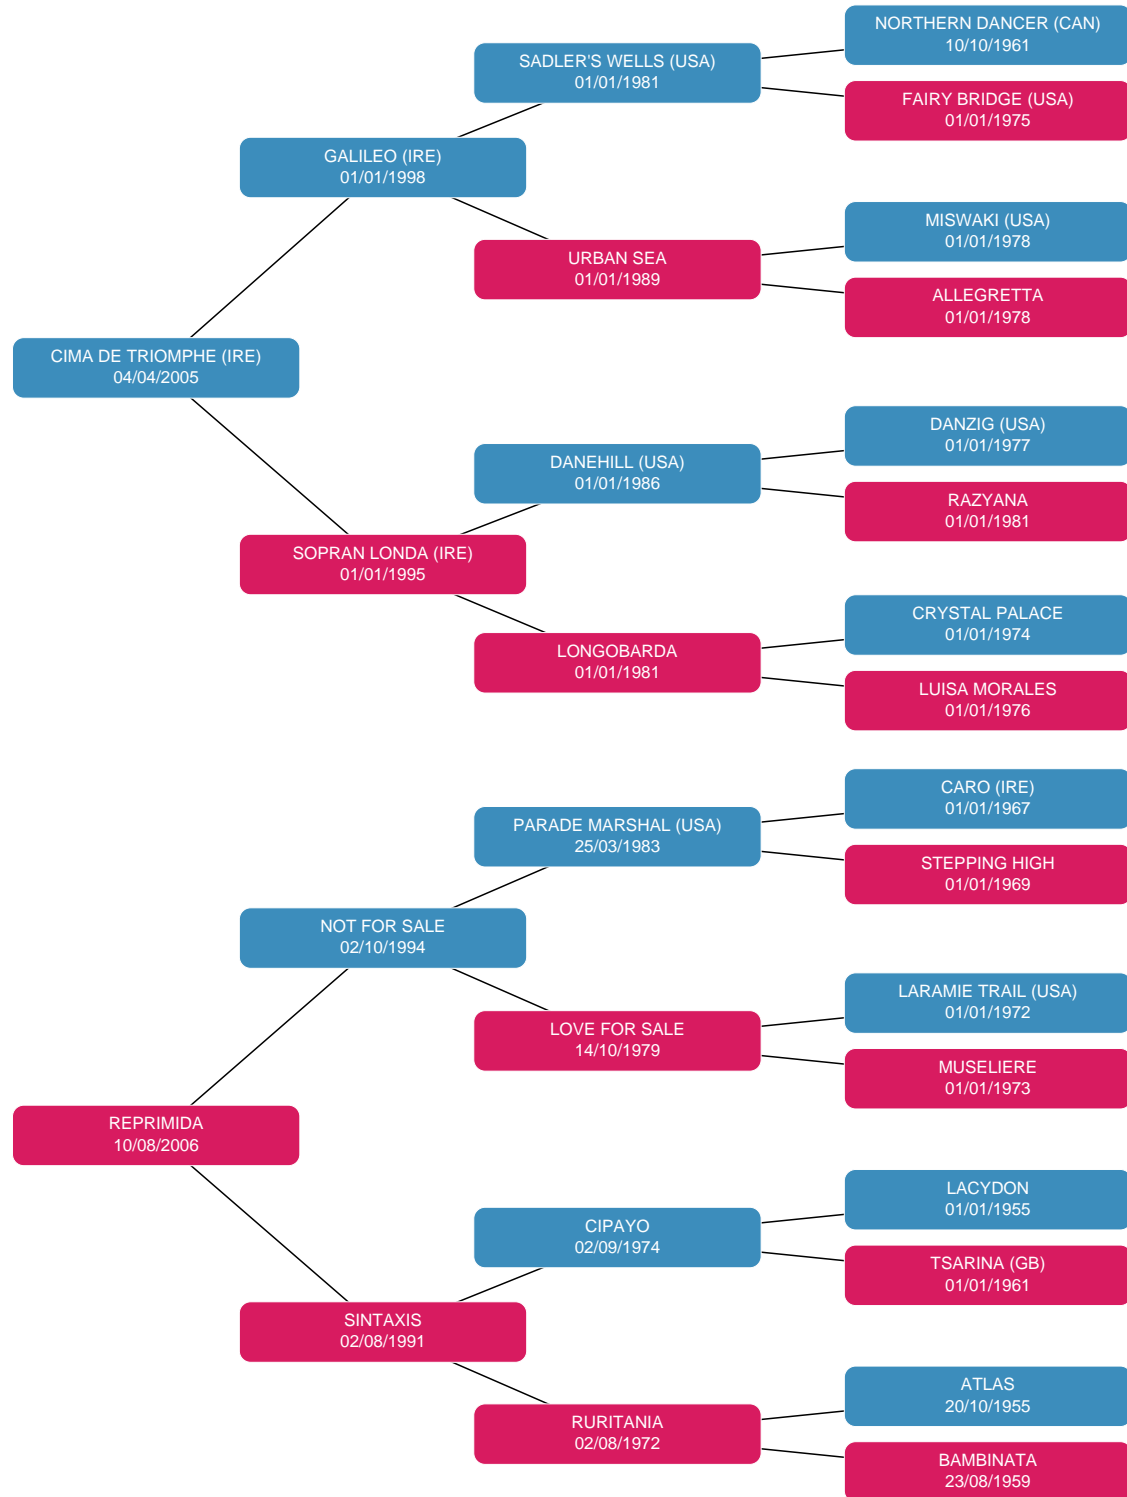 NORTHERN DANCER (CAN)
10/10/1961
SADLER'S WELLS (USA)
01/01/1981
FAIRY BRIDGE (USA)
01/01/1975
GALILEO (IRE)
01/01/1998
MISWAKI (USA)
01/01/1978
URBAN SEA
01/01/1989
ALLEGRETTA
01/01/1978
CIMA DE TRIOMPHE (IRE)
04/04/2005
DANZIG (USA)
01/01/1977
DANEHILL (USA)
01/01/1986
RAZYANA
01/01/1981
SOPRAN LONDA (IRE)
01/01/1995
CRYSTAL PALACE
01/01/1974
LONGOBARDA
01/01/1981
LUISA MORALES
01/01/1976
CARO (IRE)
01/01/1967
PARADE MARSHAL (USA)
25/03/1983
STEPPING HIGH
01/01/1969
NOT FOR SALE
02/10/1994
LARAMIE TRAIL (USA)
01/01/1972
LOVE FOR SALE
14/10/1979
MUSELIERE
01/01/1973
REPRIMIDA
10/08/2006
LACYDON
01/01/1955
CIPAYO
02/09/1974
TSARINA (GB)
01/01/1961
SINTAXIS
02/08/1991
ATLAS
20/10/1955
RURITANIA
02/08/1972
BAMBINATA
23/08/1959